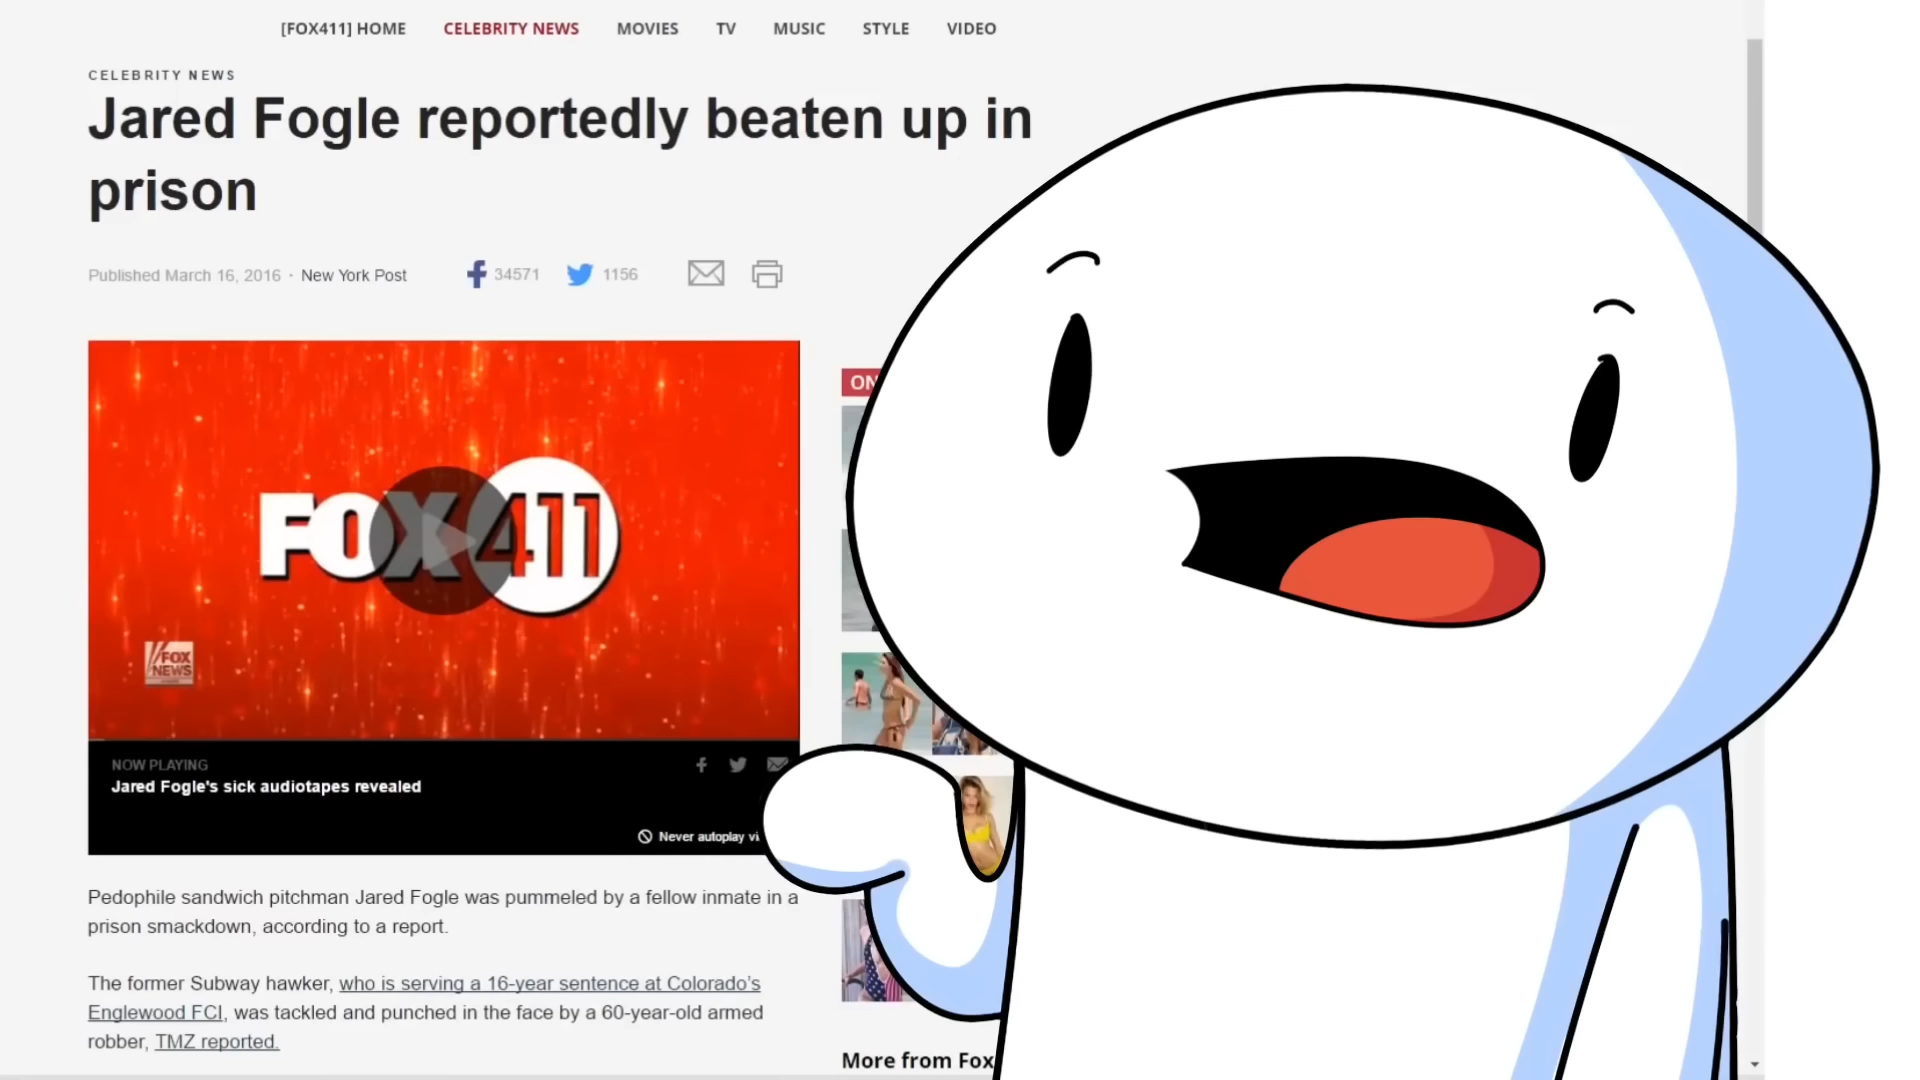 [FOX411] HOME CELEBRITY NEWS MOVIES TV MUSIC STYLE VIDEO
CELEBRITY NEWS
Jared Fogle reportedly beaten up in
prison
Published March 16, 2016 · New York Post 34571 1156
FOX 411
FOX
NEWS
NOW PLAYING
Jared Fogle's sick audiotapes revealed
Never autoplay
Pedophile sandwich pitchman Jared Fogle was pummeled by a fellow inmate in a
prison smackdown, according to a report.
The former Subway hawker, who is serving a 16-year sentence at Colorado's
Englewood FCI, was tackled and punched in the face by a 60-year-old armed
robber, TMZ reported.
More from Fox